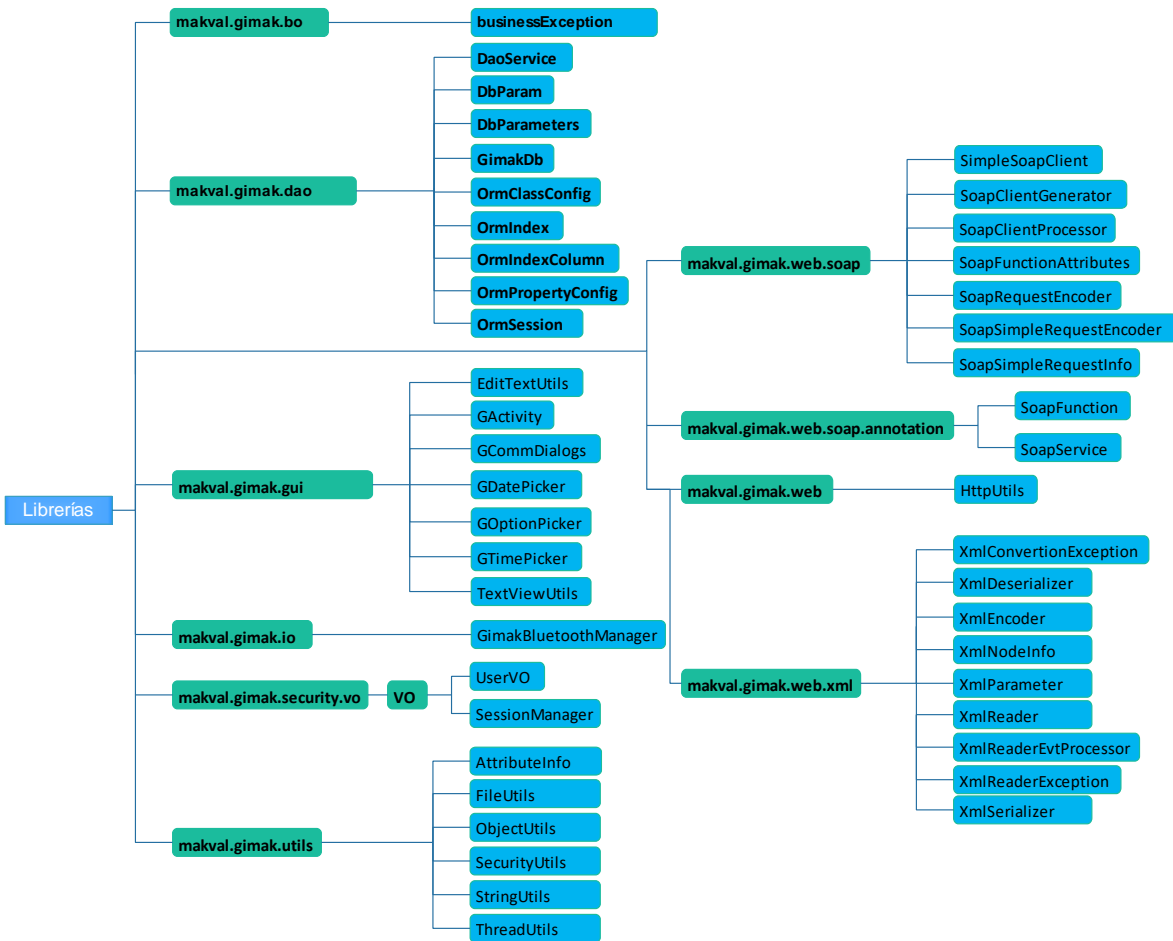 Librerías
makval.gimak.bo
businessException
makval.gimak.dao
DaoService
DbParam
DbParameters
GimakDb
OrmClassConfig
OrmIndex
OrmIndexColumn
OrmPropertyConfig
OrmSession
makval.gimak.gui
EditTextUtils
GActivity
GCommDialogs
GDatePicker
GOptionPicker
GTimePicker
TextViewUtils
makval.gimak.io
GimakBluetoothManager
makval.gimak.security.vo
VO
UserVO
SessionManager
makval.gimak.utils
AttributeInfo
FileUtils
ObjectUtils
SecurityUtils
StringUtils
ThreadUtils
makval.gimak.web.soap
SimpleSoapClient
SoapClientGenerator
SoapClientProcessor
SoapFunctionAttributes
SoapRequestEncoder
SoapSimpleRequestEncoder
SoapSimpleRequestInfo
makval.gimak.web.soap.annotation
SoapFunction
SoapService
makval.gimak.web
HttpUtils
makval.gimak.web.xml
XmlConvertionException
XmlDeserializer
XmlEncoder
XmlNodeInfo
XmlParameter
XmlReader
XmlReaderEvtProcessor
XmlReaderException
XmlSerializer